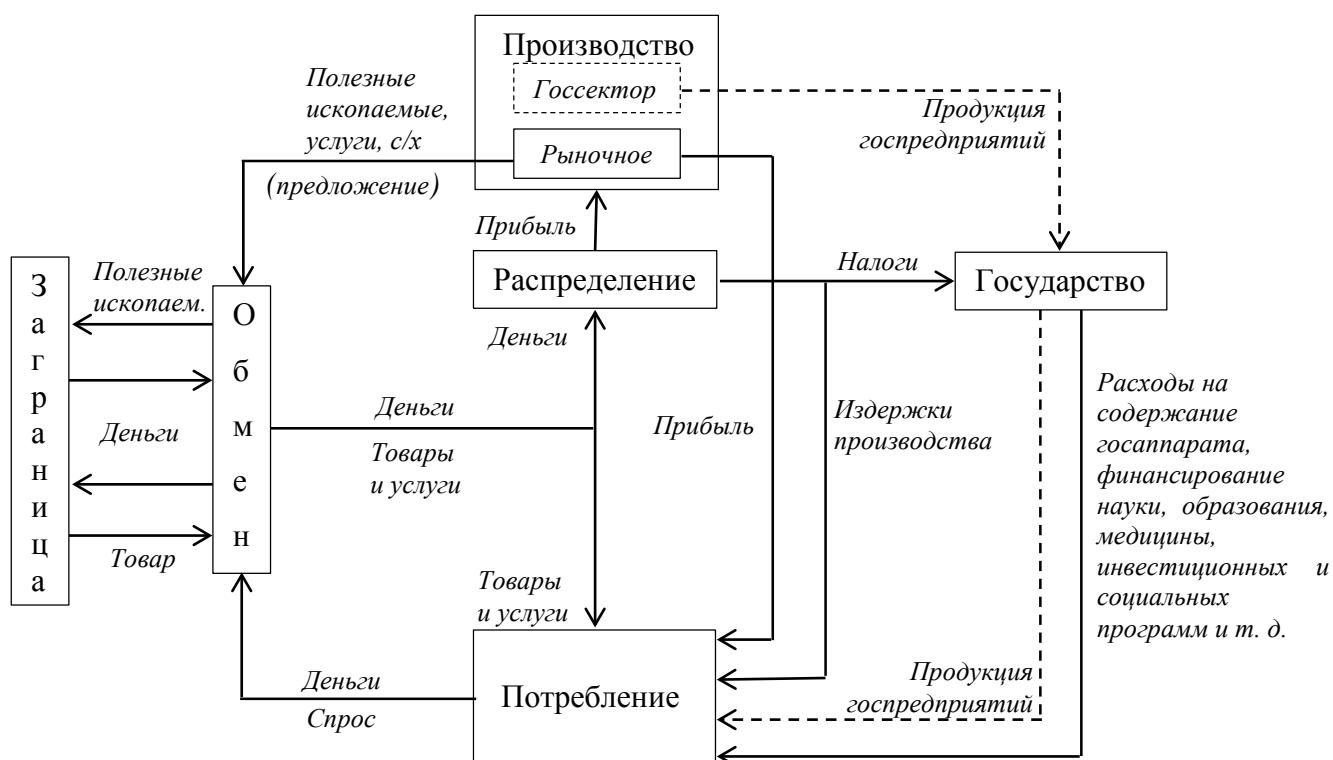 Производство
Госсектор
Рыночное
Полезные
ископаемые,
услуги, с/х
(предложение)
Продукция
госпредприятий
Прибыль
Распределение
Налоги
Государство
Заграница
Полезные
ископаем.
Обмен
Деньги
Деньги
Товар
Деньги
Товары
и услуги
Прибыль
Издержки
производства
Расходы на
содержание
госаппарата,
финансирование
науки, образования,
медицины,
инвестиционных и
социальных
программ и т. д.
Товары
и услуги
Потребление
Деньги
Спрос
Продукция
госпредприятий